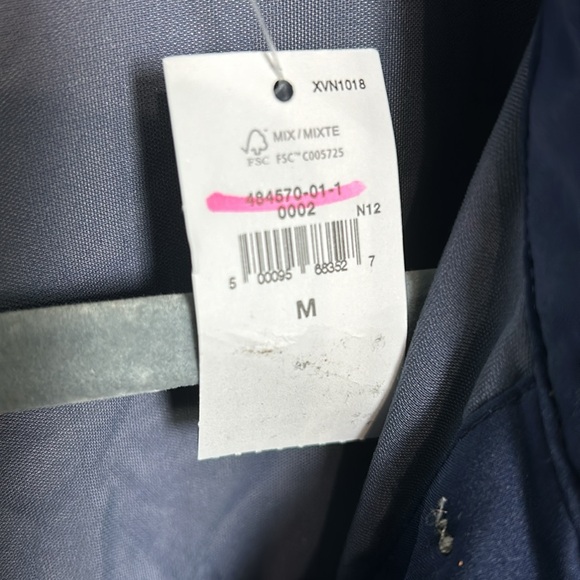 XVN1018
MIX/MIXTE
FSC FSC™ C005725
484570-01-1
0002 N12
5 00095 68352 7
M